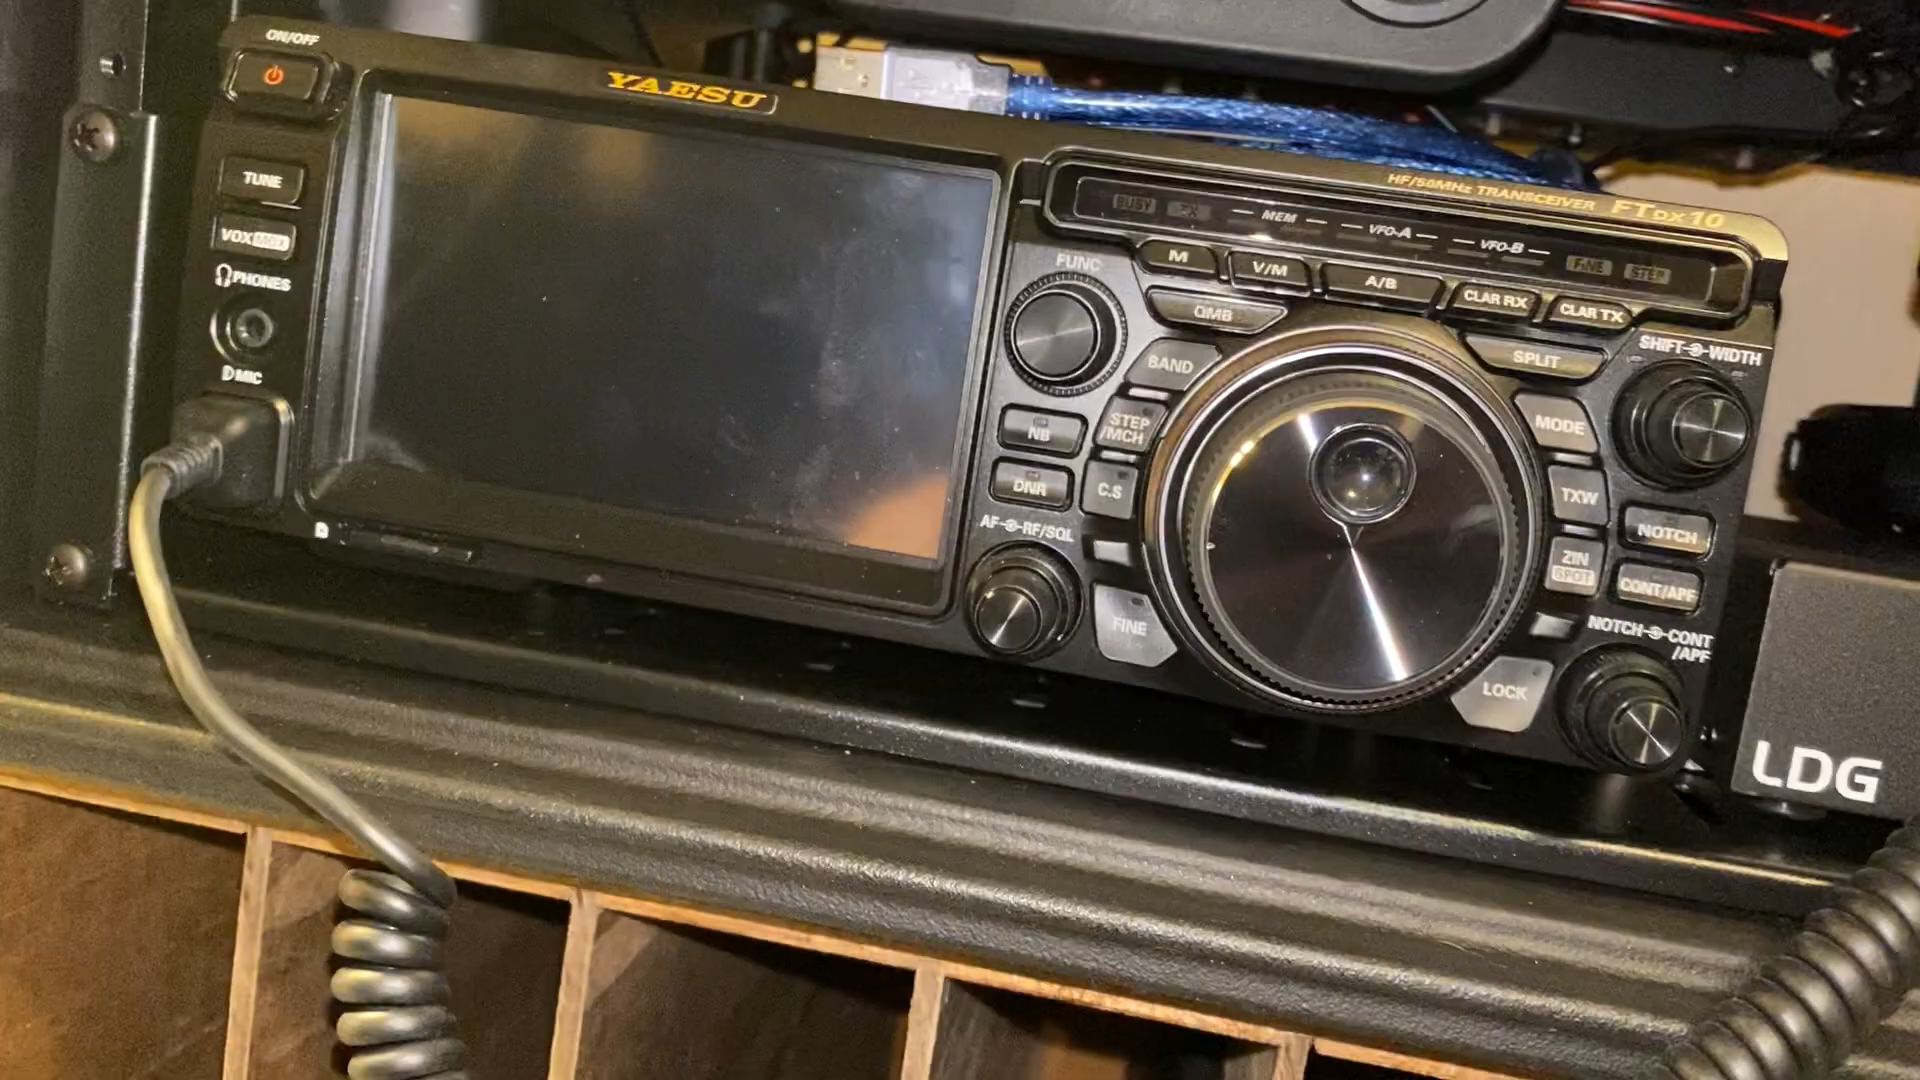 ON/OFF
YAESU
HF/50MHz TRANSCEIVER FTDX10
TUNE
VOX MOX
PHONES
MIC
BUSY TX MEM VFO-A VFO-B FINE STEP
FUNC
M V/M A/B CLAR RX CLAR TX
QMB
SPLIT
SHIFT WIDTH
BAND
STEP
/MCH
MODE
NB
DNR
C.S
TXW
NOTCH
AF RF/SQL
ZIN
SPOT
CONT/APF
FINE
NOTCH CONT
/APF
LOCK
LDG